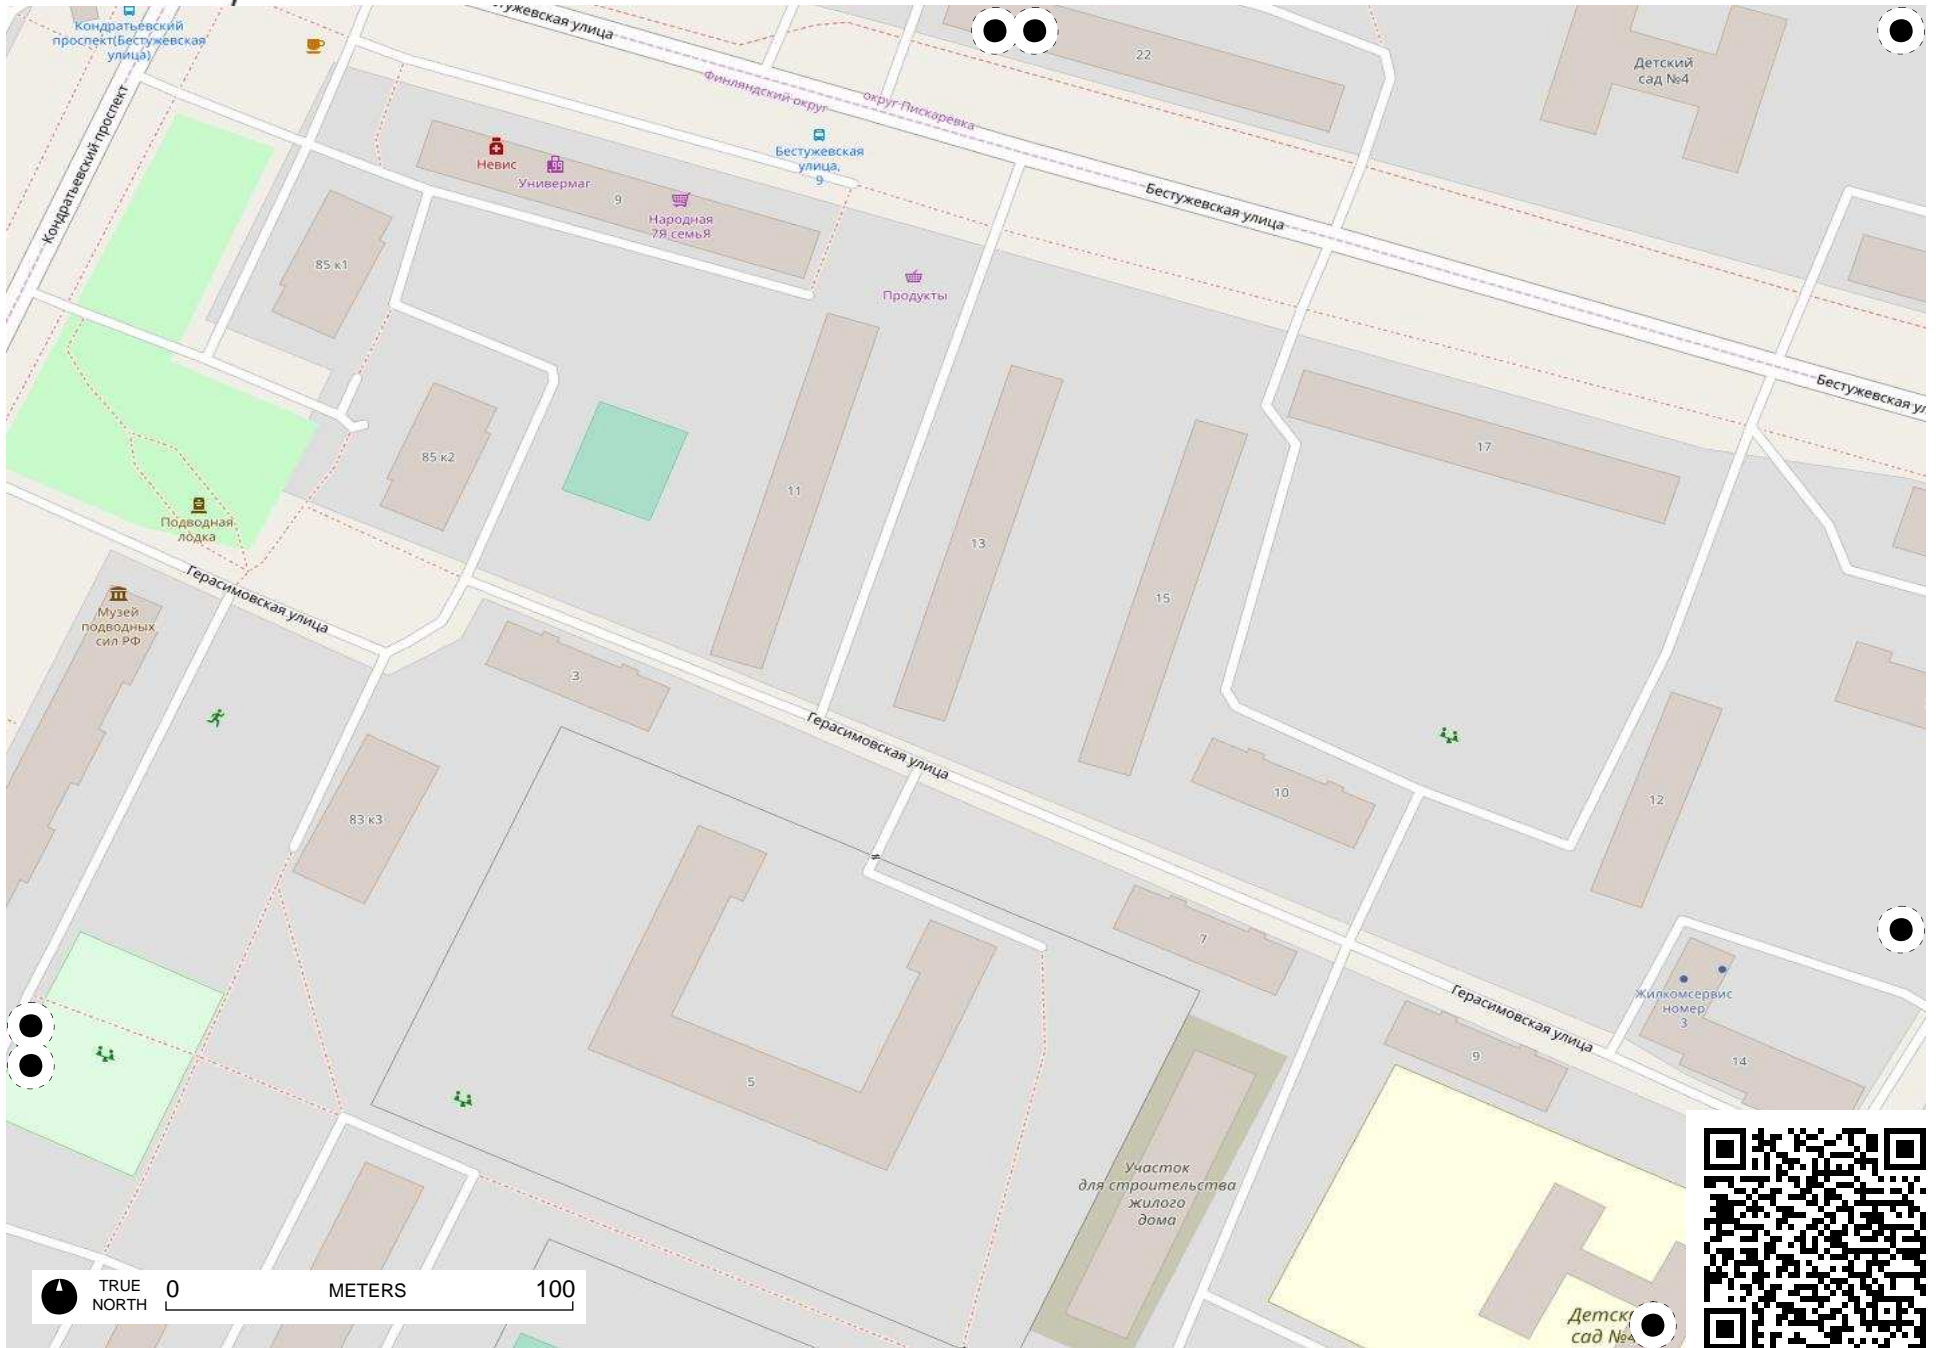 Кондратьевский
проспект(Бестужевская
улица)
тужевская улица
22
Детский
сад №4
Финляндский округ
округ Пискарёвка
Кондратьевский проспект
Невис
Универмаг
9
Народная
7Я семьЯ
Бестужевская
улица,
9
Бестужевская улица
85 к1
Продукты
Бестужевская ул
85 к2
11
13
15
17
Подводная
лодка
Герасимовская улица
Музей
подводных
сил РФ
3
Герасимовская улица
83 к3
10
12
7
Жилкомсервис
номер
3
Герасимовская улица
14
9
5
Участок
для строительства
жилого
дома
Детск
сад №4
TRUE
NORTH
0 METERS 100